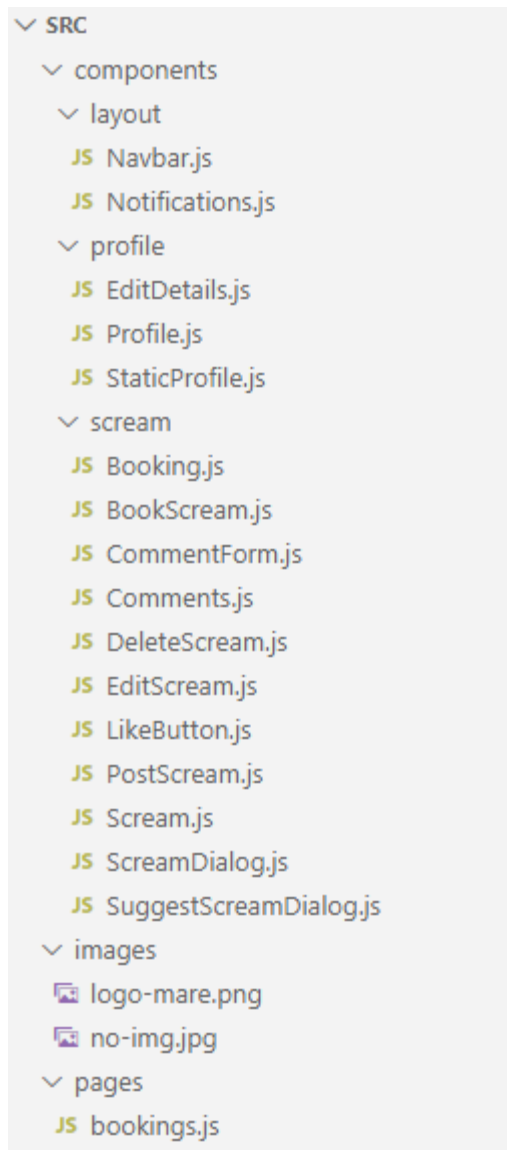 SRC
components
layout
JS Navbar.js
JS Notifications.js
profile
JS EditDetails.js
JS Profile.js
JS StaticProfile.js
scream
JS Booking.js
JS BookScream.js
JS CommentForm.js
JS Comments.js
JS DeleteScream.js
JS EditScream.js
JS LikeButton.js
JS PostScream.js
JS Scream.js
JS ScreamDialog.js
JS SuggestScreamDialog.js
images
logo-mare.png
no-img.jpg
pages
JS bookings.js